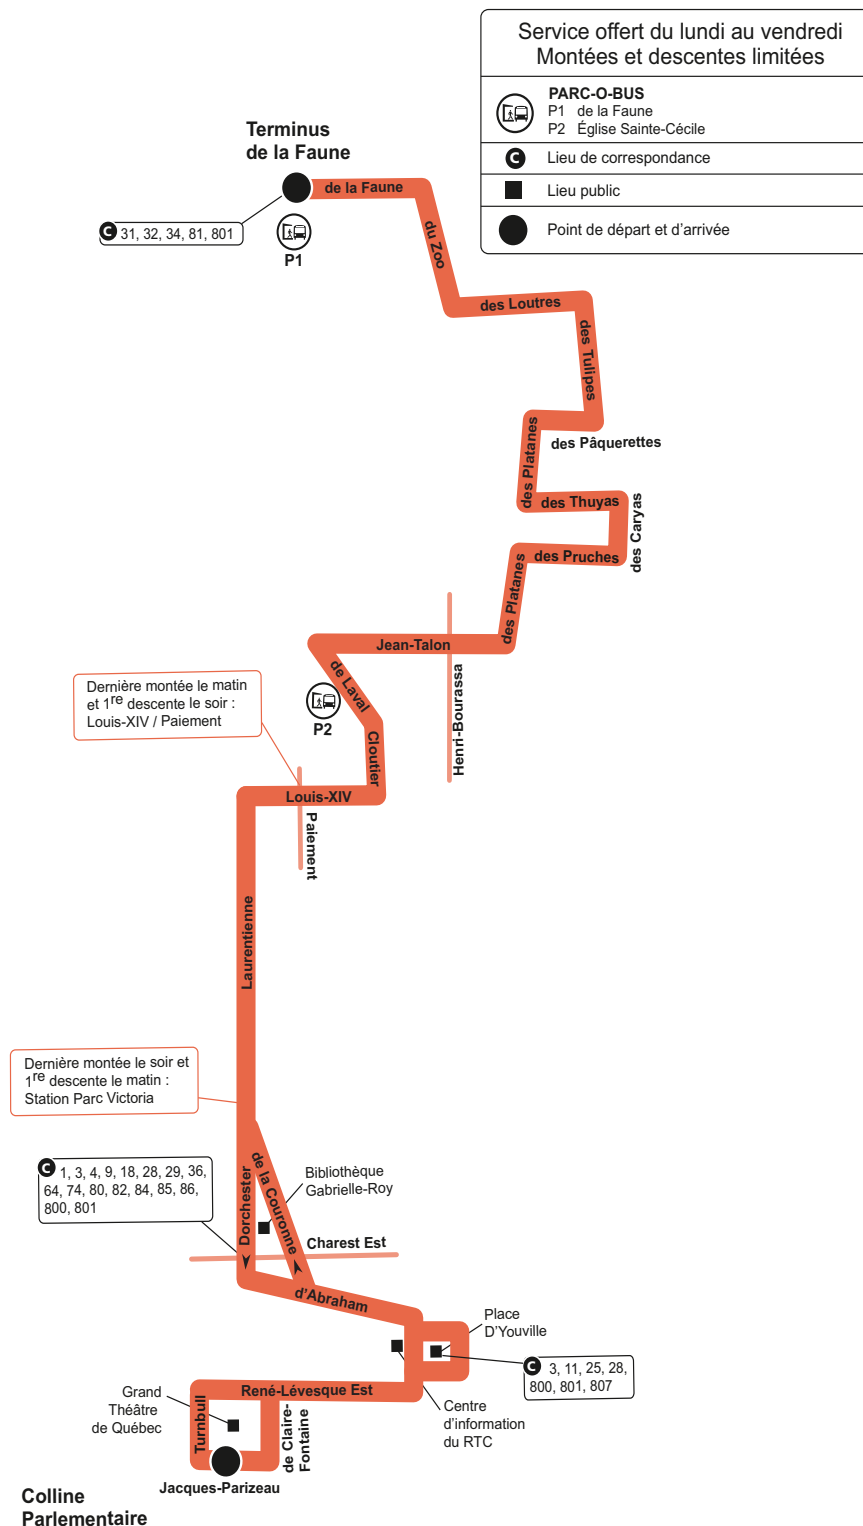 Service offert du lundi au vendredi
Montées et descentes limitées
PARC-O-BUS
P1 de la Faune
P2 Église Sainte-Cécile
C Lieu de correspondance
Lieu public
Point de départ et d'arrivée
Terminus
de la Faune
C 31, 32, 34, 81, 801
P1
de la Faune
du Zoo
des Loutres
des Tulipes
des Pâquerettes
des Platanes
des Thuyas
des Caryas
des Pruches
des Platanes
Jean-Talon
Henri-Bourassa
de Laval
P2
Cloutier
Dernière montée le matin
et 1re descente le soir :
Louis-XIV / Paiement
Louis-XIV
Paiement
Laurentienne
Dernière montée le soir et
1re descente le matin :
Station Parc Victoria
C 1, 3, 4, 9, 18, 28, 29, 36,
64, 74, 80, 82, 84, 85, 86,
800, 801
Dorchester
de la Couronne
Bibliothèque
Gabrielle-Roy
Charest Est
d'Abraham
Place
D'Youville
C 3, 11, 25, 28,
800, 801, 807
Centre
d'information
du RTC
René-Lévesque Est
Grand
Théâtre
de Québec
Turnbull
de Claire-
Fontaine
Jacques-Parizeau
Colline
Parlementaire